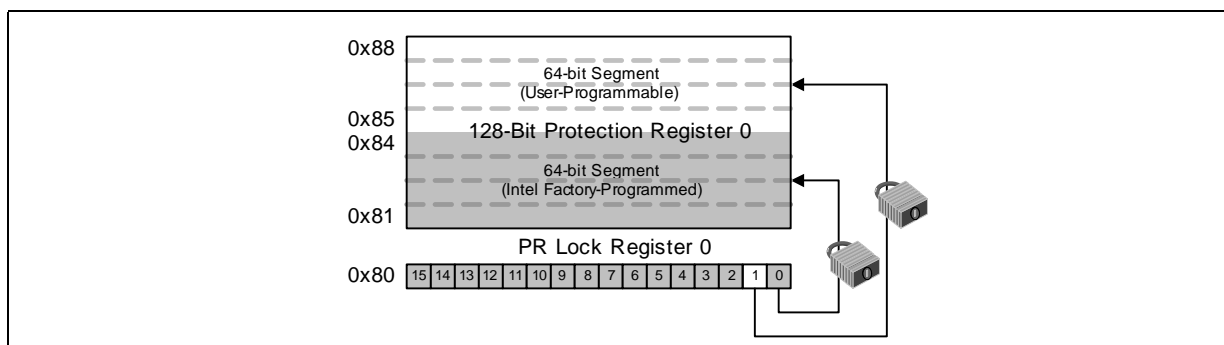 0x88
64-bit Segment
(User-Programmable)
0x85
128-Bit Protection Register 0
0x84
64-bit Segment
(Intel Factory-Programmed)
0x81
PR Lock Register 0
0x80 15 14 13 12 11 10 9 8 7 6 5 4 3 2 1 0